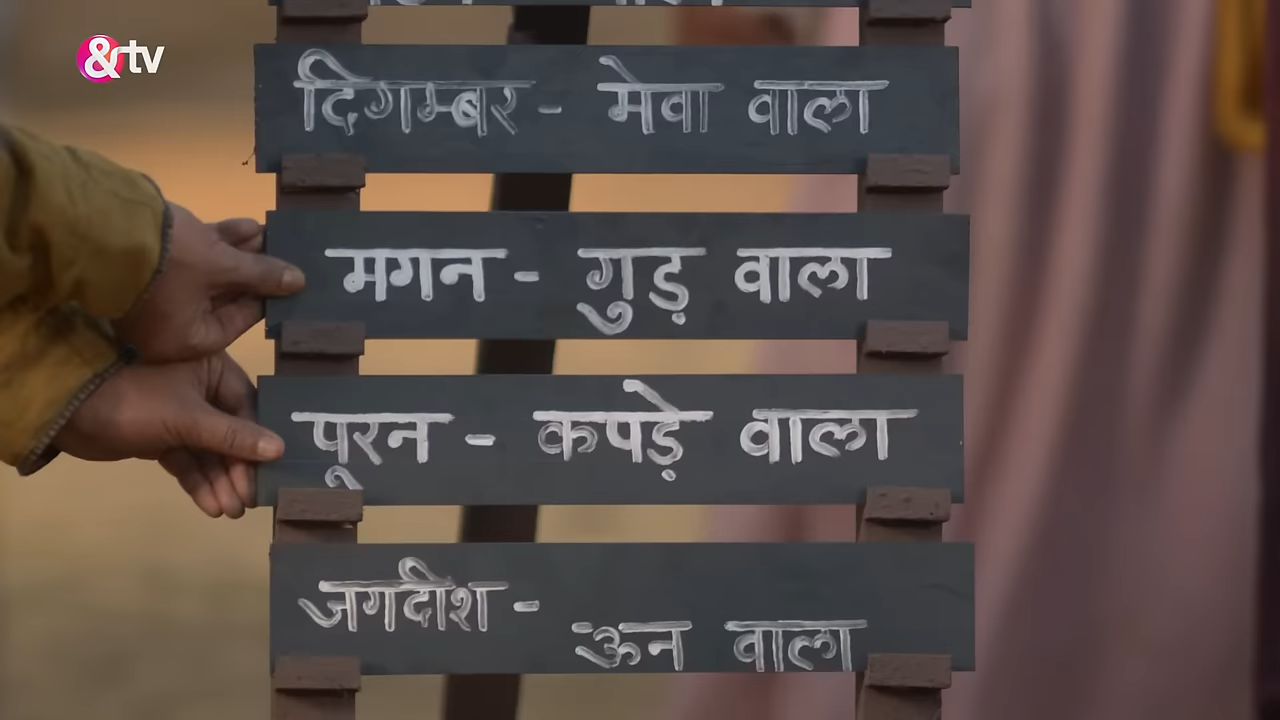 &tv
दिगम्बर - मेवा वाला
मगन - गुड़ वाला
पूरन - कपड़े वाला
जगदीश - ऊन वाला